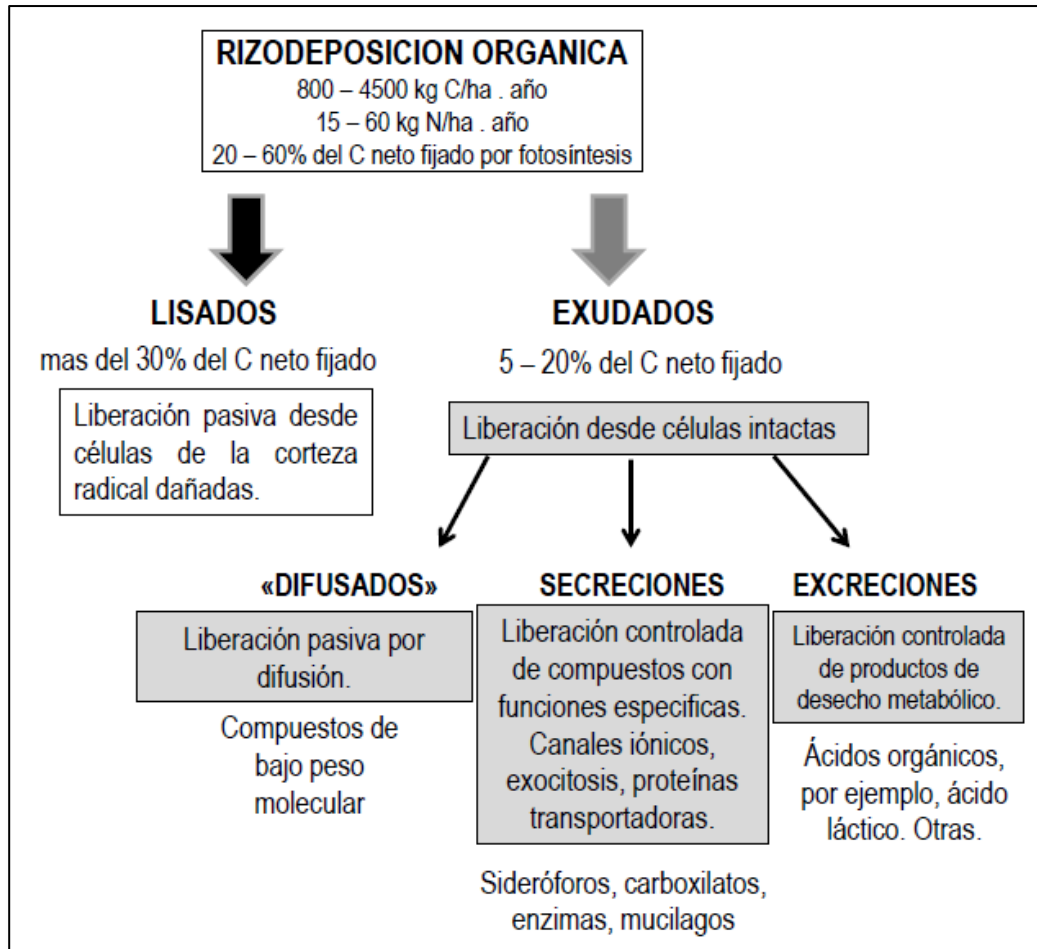 RIZODEPOSICION ORGANICA
800 – 4500 kg C/ha . año
15 – 60 kg N/ha . año
20 – 60% del C neto fijado por fotosíntesis
LISADOS
mas del 30% del C neto fijado
Liberación pasiva desde
células de la corteza
radical dañadas.
EXUDADOS
5 – 20% del C neto fijado
Liberación desde células intactas
«DIFUSADOS»
Liberación pasiva por
difusión.
Compuestos de
bajo peso
molecular
SECRECIONES
Liberación controlada
de compuestos con
funciones especificas.
Canales iónicos,
exocitosis, proteínas
transportadoras.
Sideróforos, carboxilatos,
enzimas, mucilagos
EXCRECIONES
Liberación controlada
de productos de
desecho metabólico.
Ácidos orgánicos,
por ejemplo, ácido
láctico. Otras.